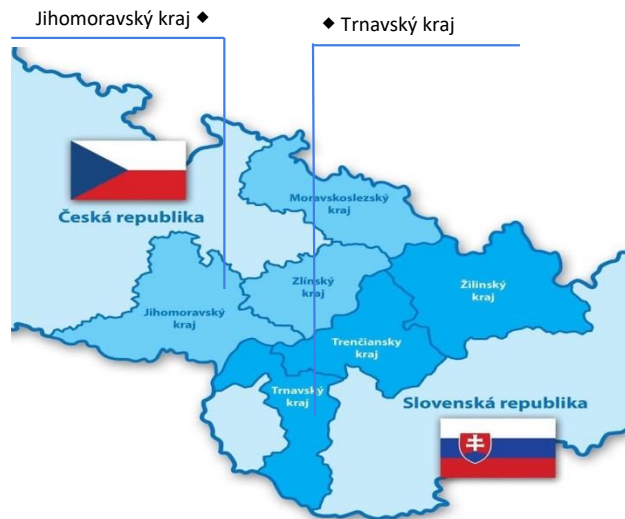 Jihomoravský kraj ◆
◆ Trnavský kraj
Moravskoslezský
kraj
Česká republika
Zlínský
kraj
Žilinský
kraj
Jihomoravský
kraj
Trenčiansky
kraj
Trnavský
kraj
Slovenská republika